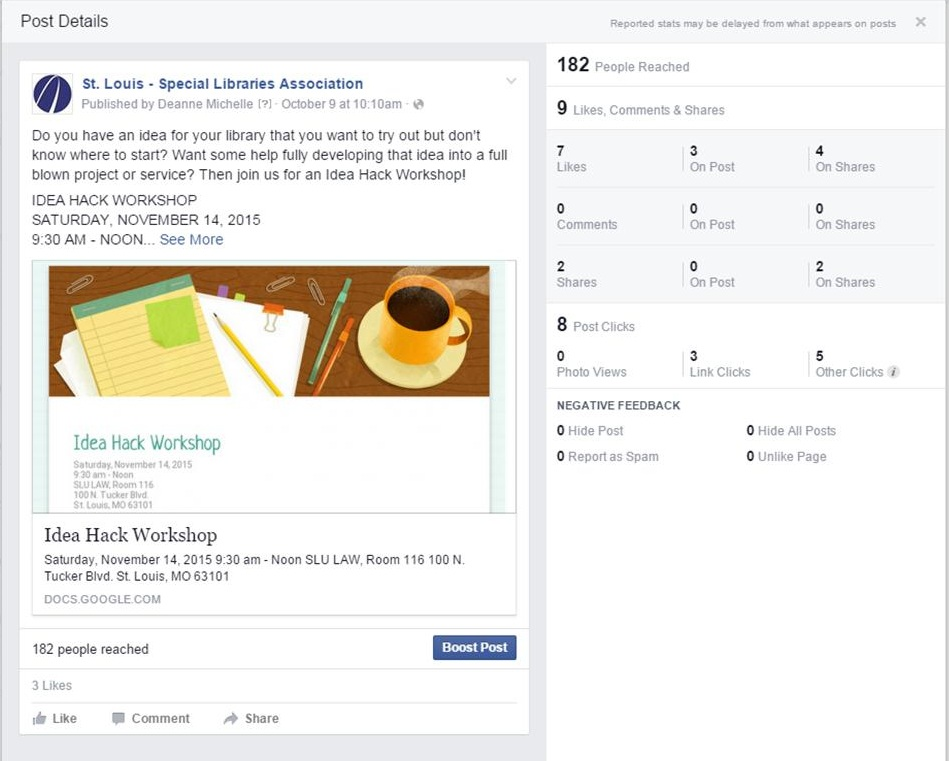 Post Details
Reported stats may be delayed from what appears on posts
St. Louis - Special Libraries Association
Published by Deanne Michelle [?] · October 9 at 10:10am ·
Do you have an idea for your library that you want to try out but don't
know where to start? Want some help fully developing that idea into a full
blown project or service? Then join us for an Idea Hack Workshop!
IDEA HACK WORKSHOP
SATURDAY, NOVEMBER 14, 2015
9:30 AM - NOON... See More
Idea Hack Workshop
Saturday, November 14, 2015
9:30 am - Noon
SLU LAW, Room 116
100 N. Tucker Blvd.
St. Louis, MO 63101
Idea Hack Workshop
Saturday, November 14, 2015 9:30 am - Noon SLU LAW, Room 116 100 N.
Tucker Blvd. St. Louis, MO 63101
DOCS.GOOGLE.COM
182 people reached
Boost Post
3 Likes
Like Comment Share
182 People Reached
9 Likes, Comments & Shares
7 3 4
Likes On Post On Shares
0 0 0
Comments On Post On Shares
2 0 2
Shares On Post On Shares
8 Post Clicks
0 3 5
Photo Views Link Clicks Other Clicks i
NEGATIVE FEEDBACK
0 Hide Post 0 Hide All Posts
0 Report as Spam 0 Unlike Page